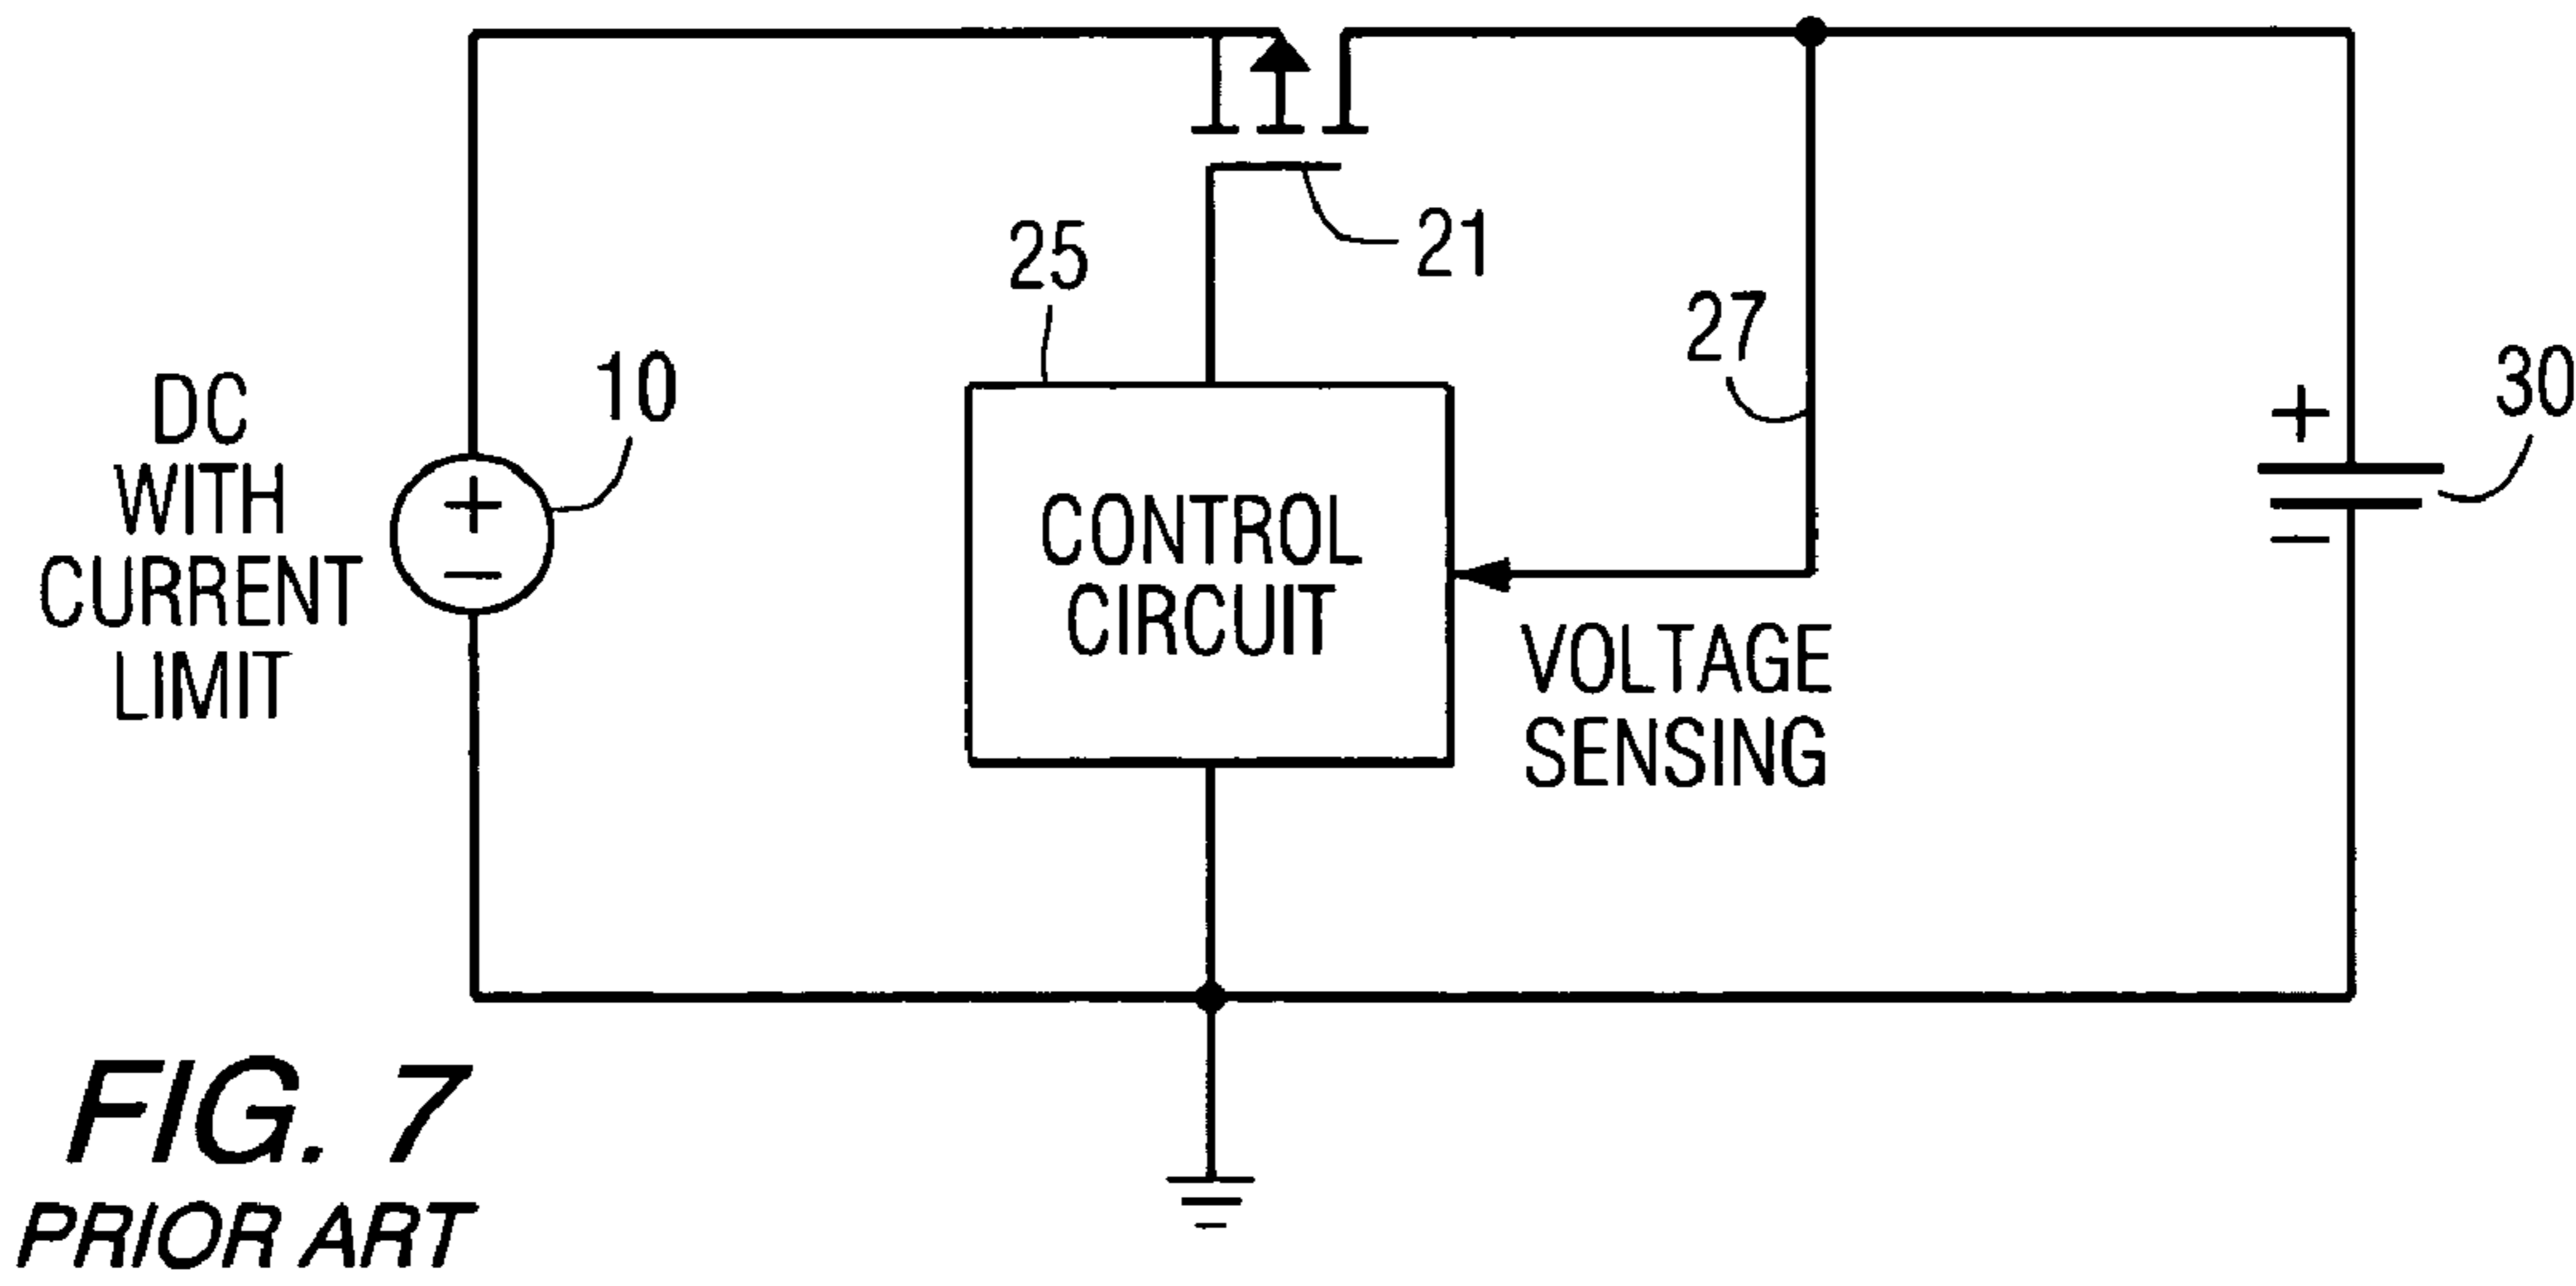 21
25
27
10
30
DC
WITH
CURRENT
LIMIT
+
−
CONTROL
CIRCUIT
VOLTAGE
SENSING
+
−
FIG. 7
PRIOR ART